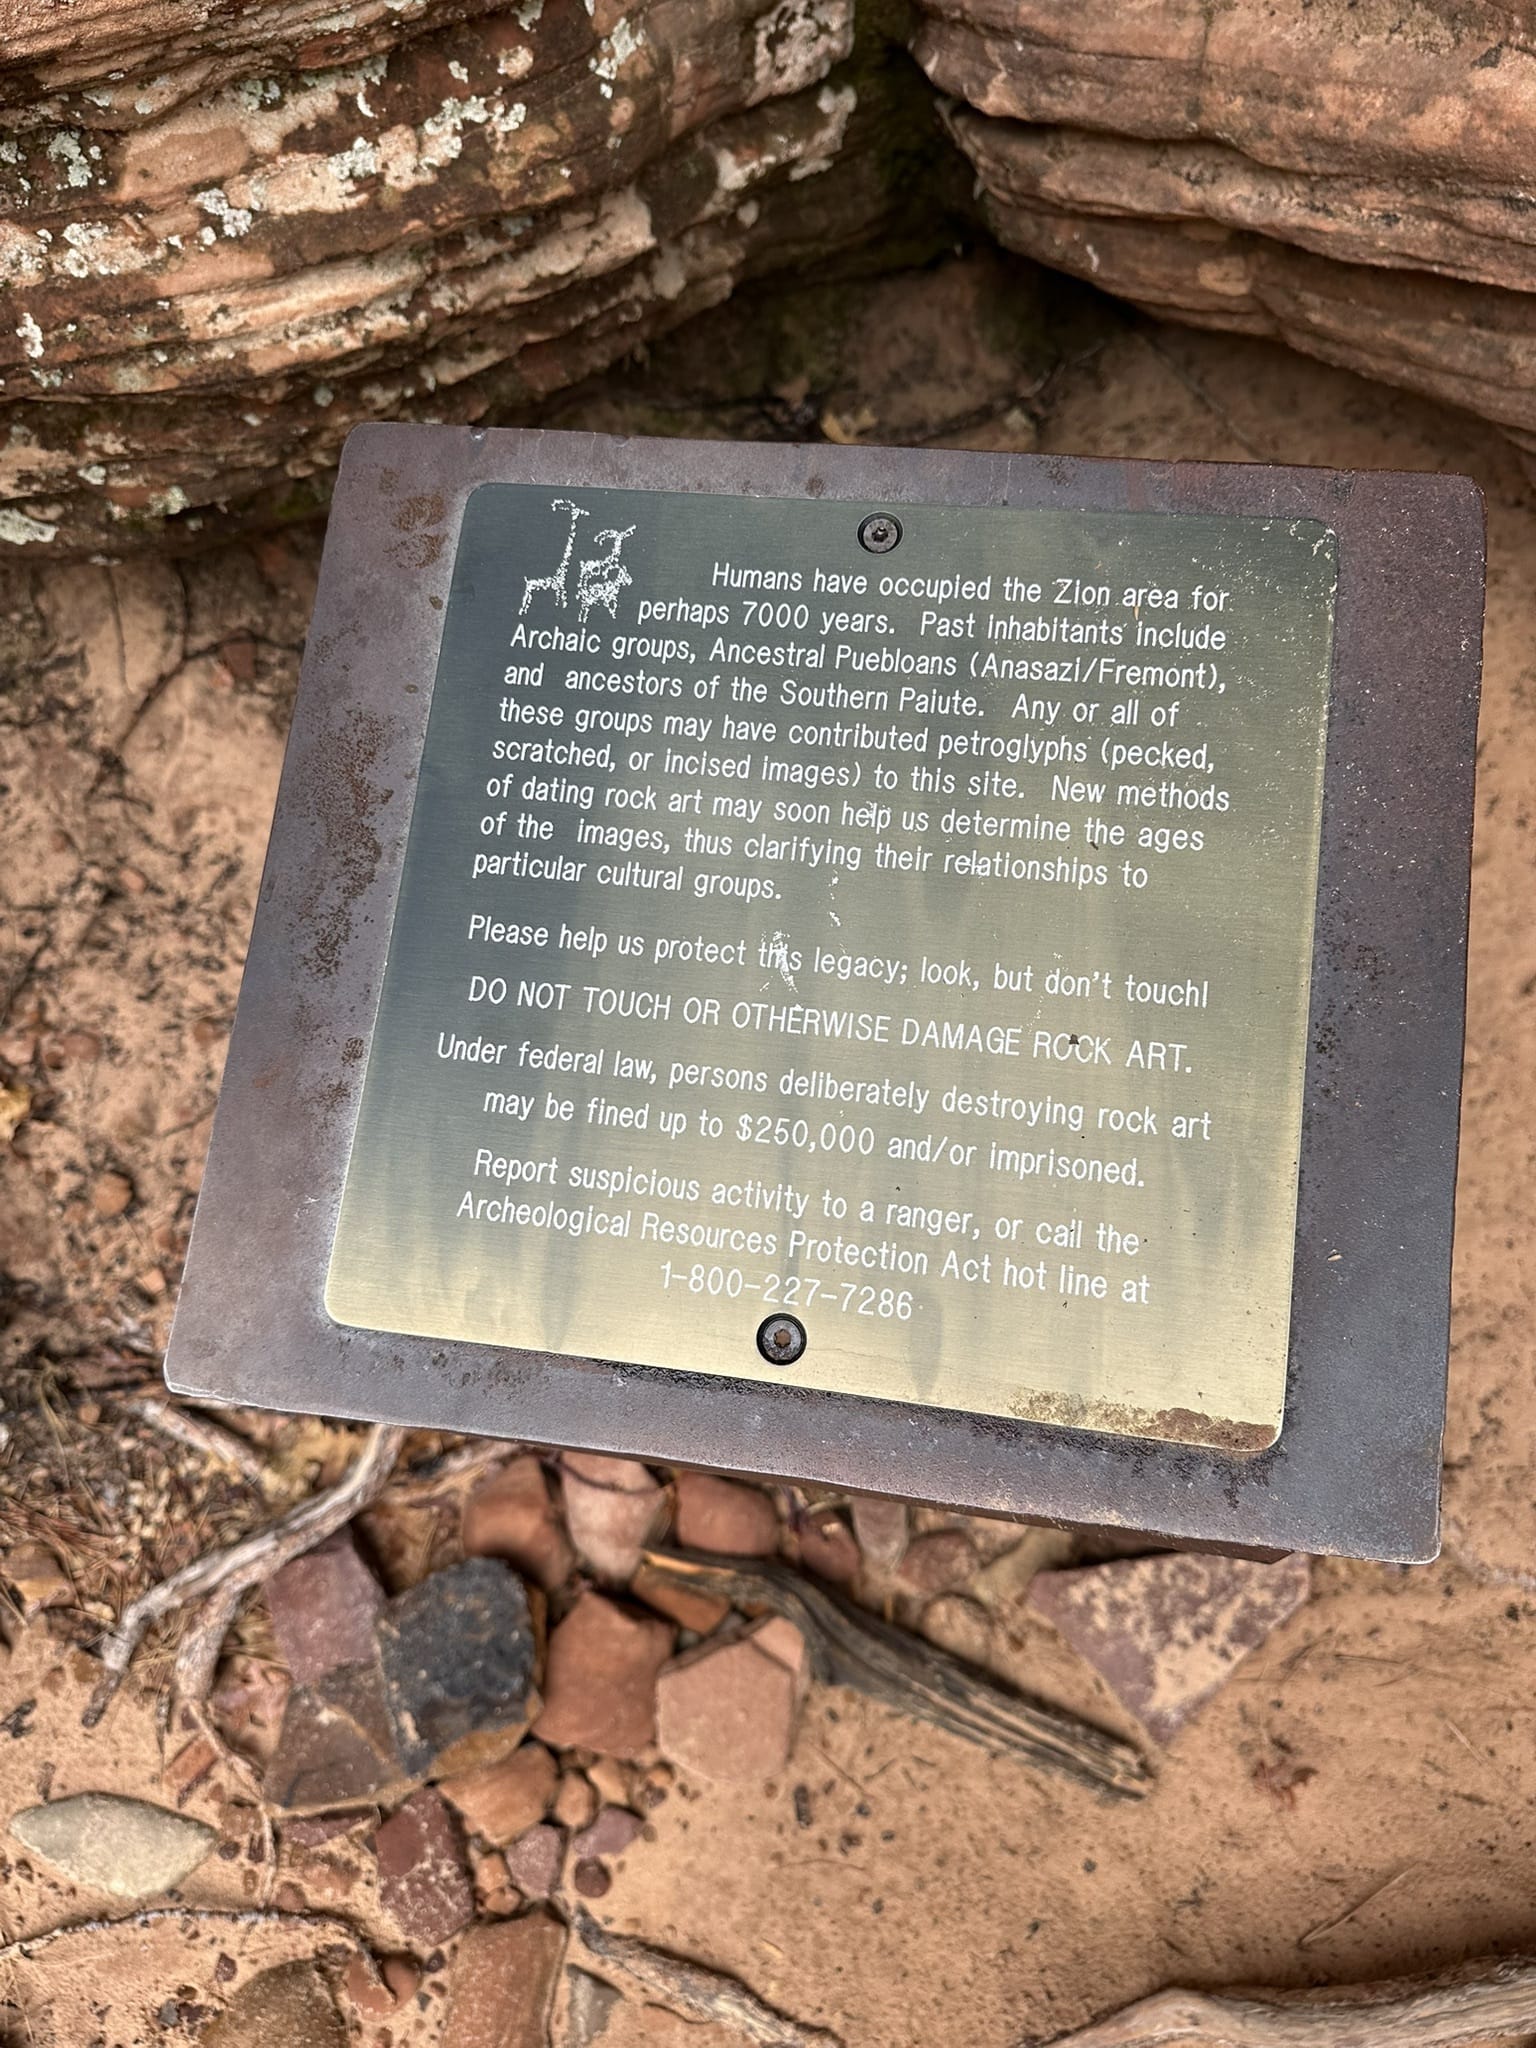 Humans have occupied the Zion area for
perhaps 7000 years. Past inhabitants include
Archaic groups, Ancestral Puebloans (Anasazi/Fremont),
and ancestors of the Southern Paiute. Any or all of
these groups may have contributed petroglyphs (pecked,
scratched, or incised images) to this site. New methods
of dating rock art may soon help us determine the ages
of the images, thus clarifying their relationships to
particular cultural groups.
Please help us protect this legacy; look, but don't touch!
DO NOT TOUCH OR OTHERWISE DAMAGE ROCK ART.
Under federal law, persons deliberately destroying rock art
may be fined up to $250,000 and/or imprisoned.
Report suspicious activity to a ranger, or call the
Archeological Resources Protection Act hot line at
1-800-227-7286